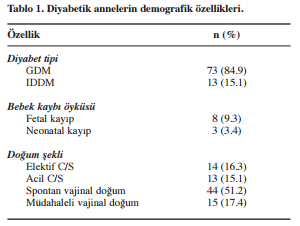 Tablo 1. Diyabetik annelerin demografik özellikleri.
Özellik n (%)
Diyabet tipi
GDM 73 (84.9)
IDDM 13 (15.1)
Bebek kaybı öyküsü
Fetal kayıp 8 (9.3)
Neonatal kayıp 3 (3.4)
Doğum şekli
Elektif C/S 14 (16.3)
Acil C/S 13 (15.1)
Spontan vajinal doğum 44 (51.2)
Müdahaleli vajinal doğum 15 (17.4)